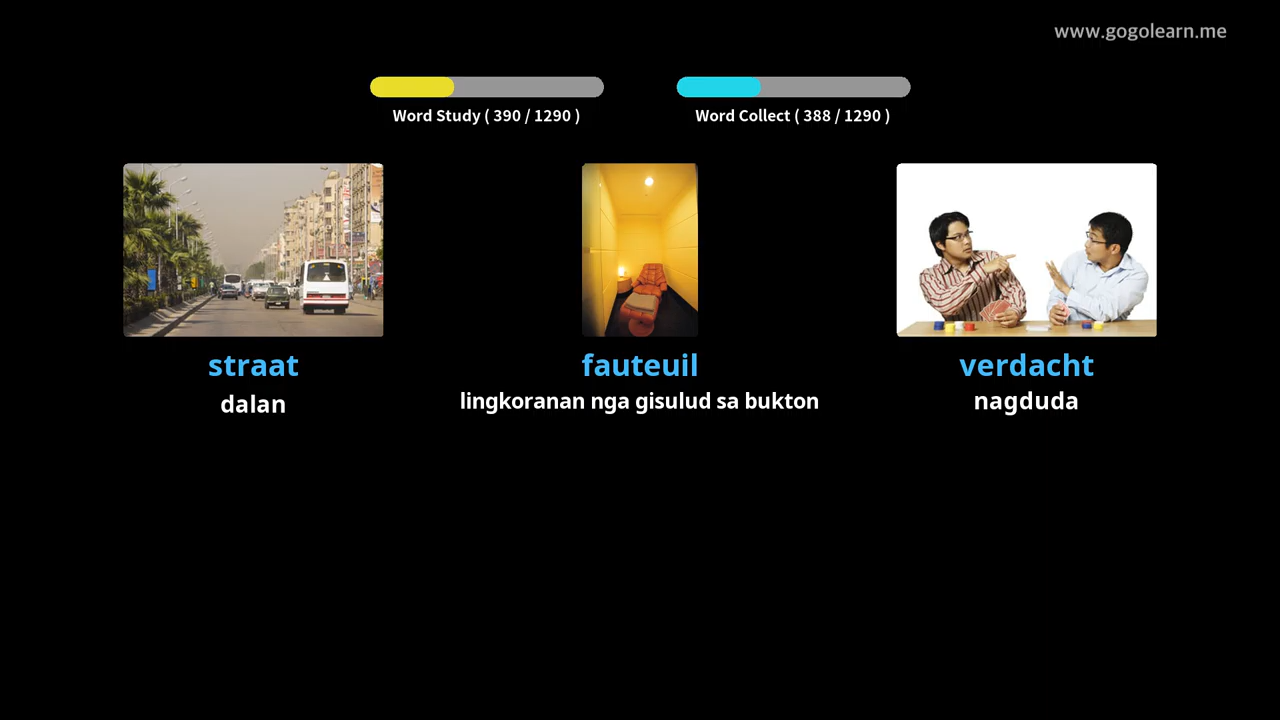 www.gogolearn.me
Word Study ( 390 / 1290 )
Word Collect ( 388 / 1290 )
straat
fauteuil
verdacht
dalan
lingkoranan nga gisulud sa bukton
nagduda